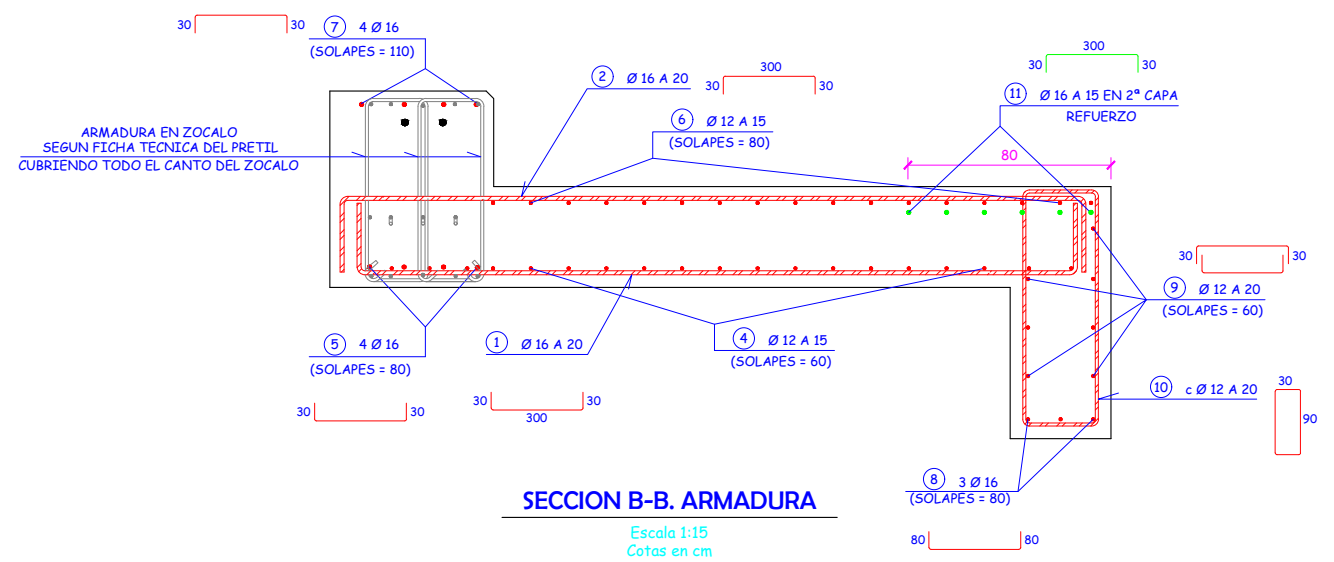 30 30
7 4 Ø 16
(SOLAPES = 110)
2 Ø 16 A 20
300
30 30
6 Ø 12 A 15
(SOLAPES = 80)
300
30 30
11 Ø 16 A 15 EN 2ª CAPA
REFUERZO
ARMADURA EN ZOCALO
SEGUN FICHA TECNICA DEL PRETIL
CUBRIENDO TODO EL CANTO DEL ZOCALO
80
30 30
9 Ø 12 A 20
(SOLAPES = 60)
5 4 Ø 16
(SOLAPES = 80)
1 Ø 16 A 20
4 Ø 12 A 15
(SOLAPES = 60)
30 30
30 30
300
10 c Ø 12 A 20
30
90
8 3 Ø 16
(SOLAPES = 80)
80 80
SECCION B-B. ARMADURA
Escala 1:15
Cotas en cm